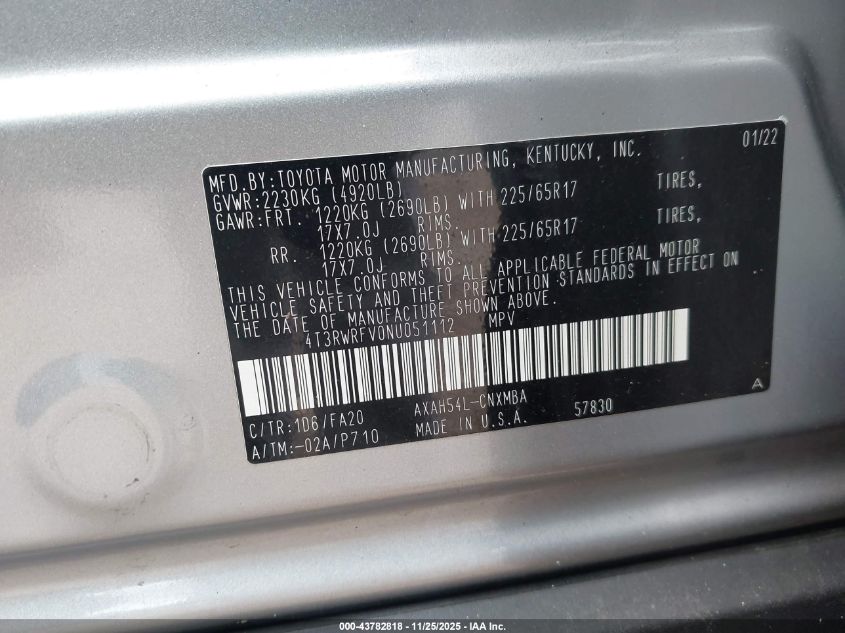 MFD.BY:TOYOTA MOTOR MANUFACTURING, KENTUCKY, INC. 01/22
GVWR:2230KG (4920LB)
GAWR:FRT. 1220KG (2690LB) WITH 225/65R17 TIRES,
17X7.0J RIMS.
RR. 1220KG (2690LB) WITH 225/65R17 TIRES,
17X7.0J RIMS.
THIS VEHICLE CONFORMS TO ALL APPLICABLE FEDERAL MOTOR
VEHICLE SAFETY AND THEFT PREVENTION STANDARDS IN EFFECT ON
THE DATE OF MANUFACTURE SHOWN ABOVE.
4T3RWRFV0NU051112 MPV
C/TR:1D6/FA20 AXAH54L-CNXMBA 57830 A
A/TM:-02A/P710 MADE IN U.S.A.
000-43782818 - 11/25/2025 - IAA Inc.